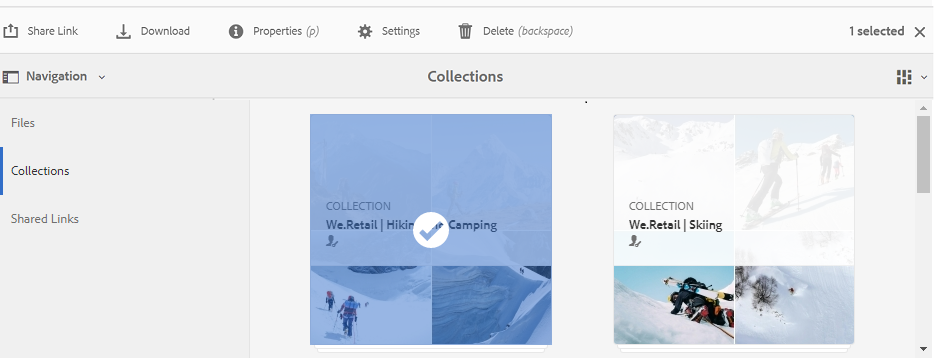 Share Link Download Properties (p) Settings Delete (backspace) 1 selected
Navigation Collections
Files
Collections
Shared Links
COLLECTION
We.Retail | Hiking Camping
COLLECTION
We.Retail | Skiing